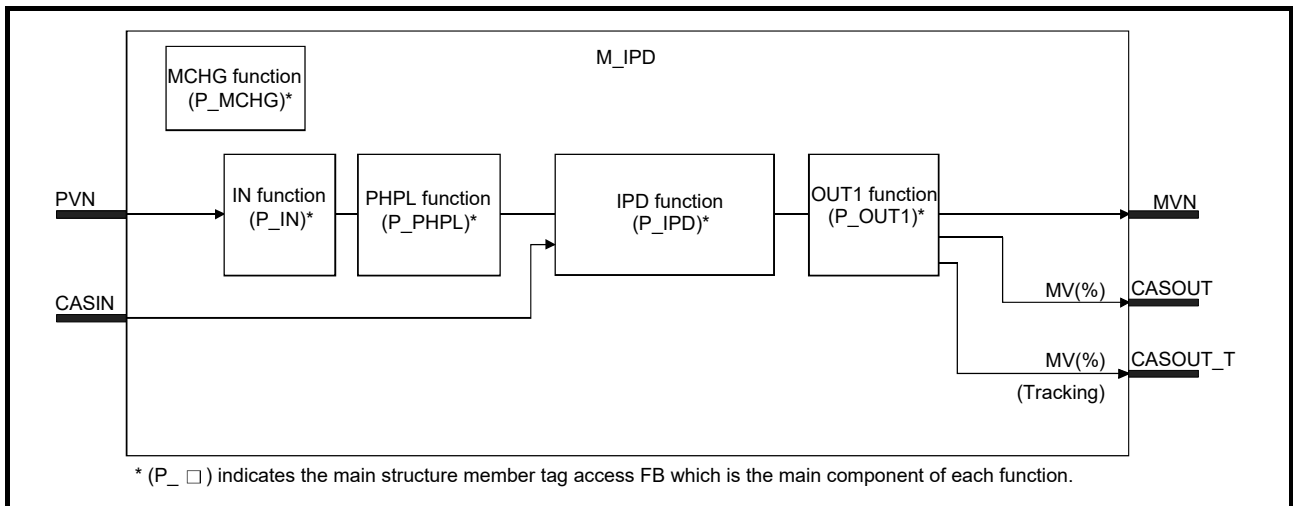 M_IPD
MCHG function
(P_MCHG)*
IN function
(P_IN)*
PHPL function
(P_PHPL)*
IPD function
(P_IPD)*
OUT1 function
(P_OUT1)*
PVN
MVN
CASIN
MV(%)
CASOUT
MV(%)
CASOUT_T
(Tracking)
* (P_ □ ) indicates the main structure member tag access FB which is the main component of each function.